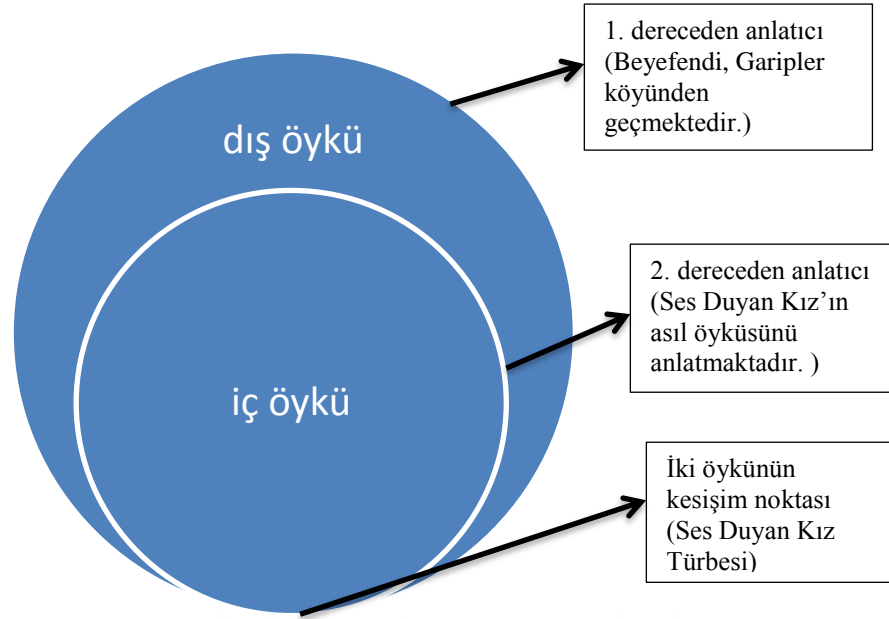 1. dereceden anlatıcı
(Beyefendi, Garipler
köyünden
geçmektedir.)
dış öykü
2. dereceden anlatıcı
(Ses Duyan Kız’ın
asıl öyküsünü
anlatmaktadır. )
iç öykü
İki öykünün
kesişim noktası
(Ses Duyan Kız
Türbesi)